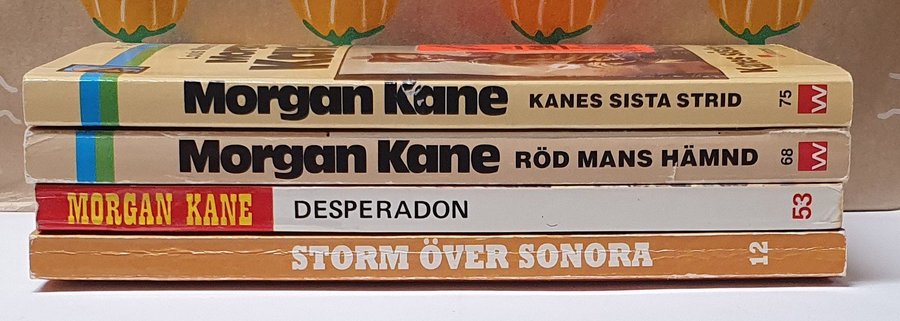 Morgan Kane KANES SISTA STRID 75 W
Morgan Kane RÖD MANS HÄMND 68 W
MORGAN KANE DESPERADON 53
STORM ÖVER SONORA 12